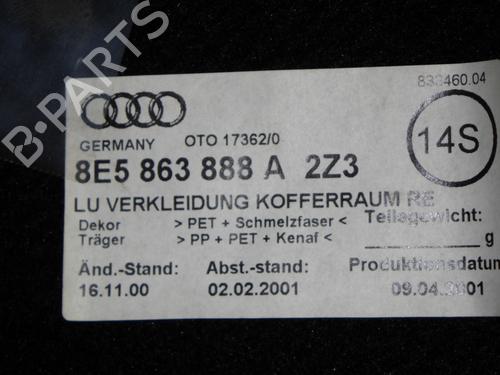 B-PARTS
833460.04
GERMANY OTO 17362/0
14S
8E5 863 888 A 2Z3
LU VERKLEIDUNG KOFFERRAUM RE
Dekor > PET + Schmelzfaser < Teilegewicht:
Träger > PP + PET + Kenaf < g
Änd.-Stand: Abst.-stand: Produktionsdatum
16.11.00 02.02.2001 09.04.2001